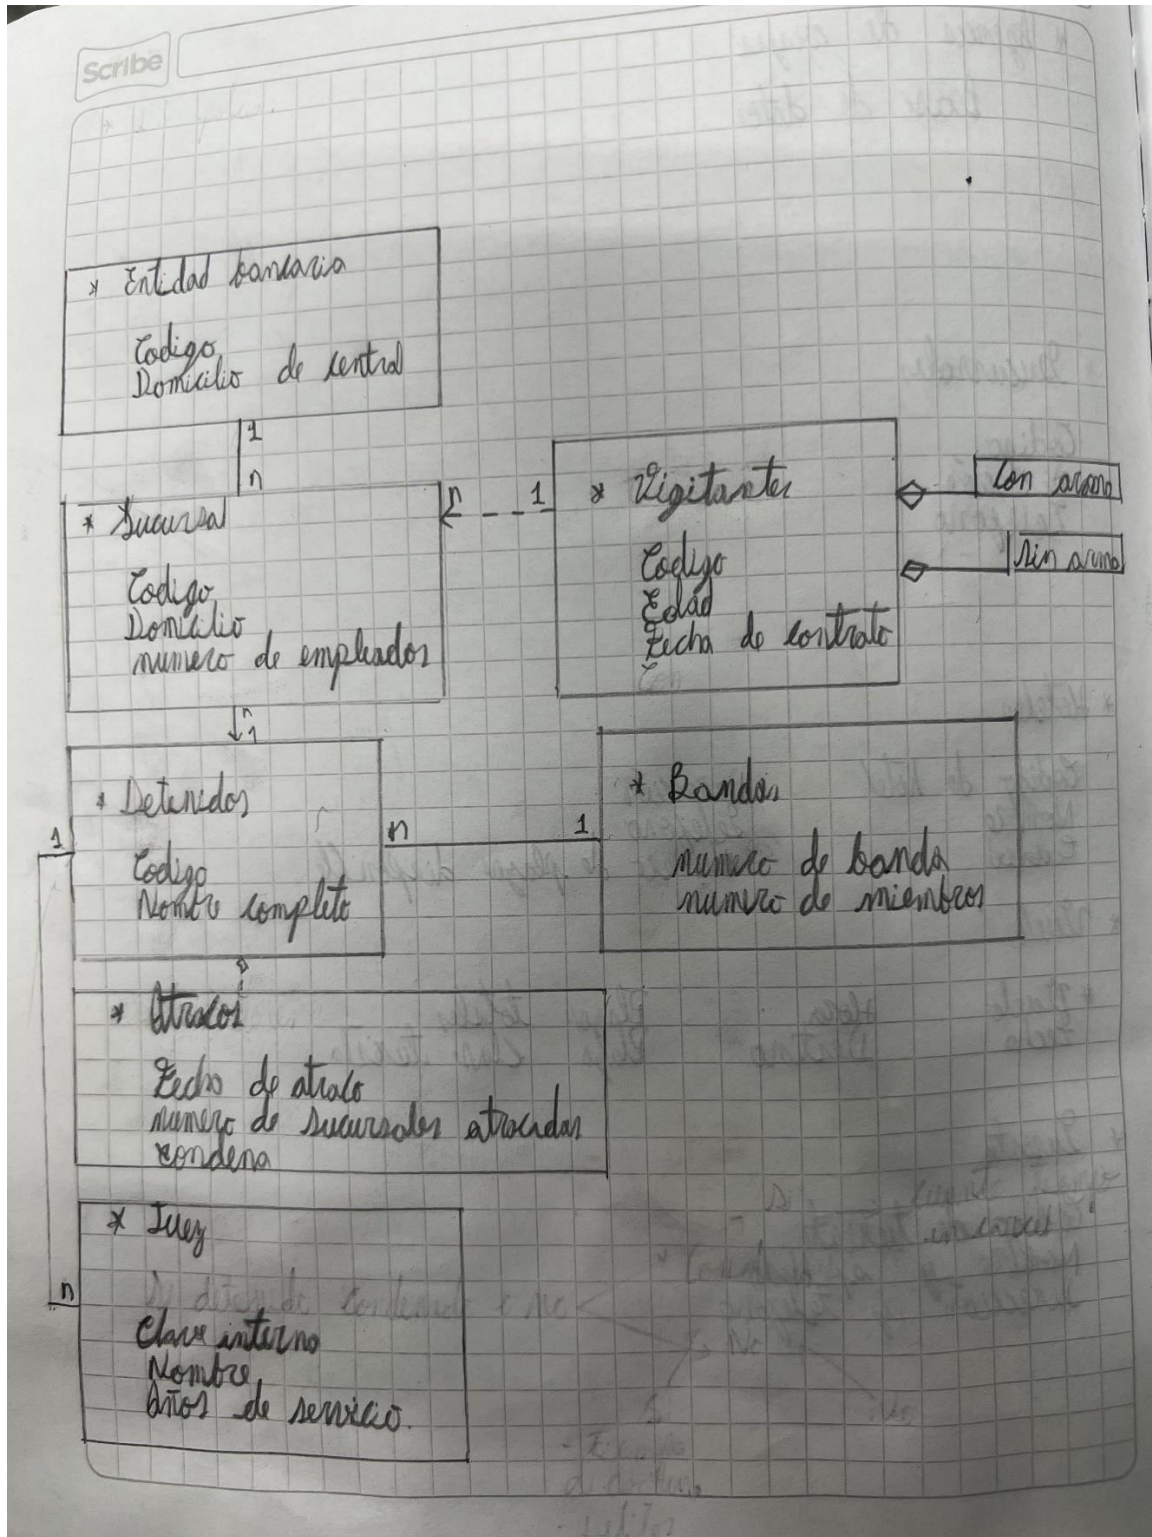 Scribe
* Entidad bancaria
Codigo
Domicilio de central
1
n
* Sucursal
Codigo
Domicilio
numero de empleados
n 1
* Vigilantes
Codigo
Edad
Fecha de contrato
Con
Con arma
Sin arma
n
1
* Detenidos
Codigo
Nombre completo
1
n 1
* Bandas
numero de banda
numero de miembros
* Atracos
Fecha de atraco
numero de sucursales atracadas
condena
* Juez
n
Clave interno
Nombre
Años de servicio.